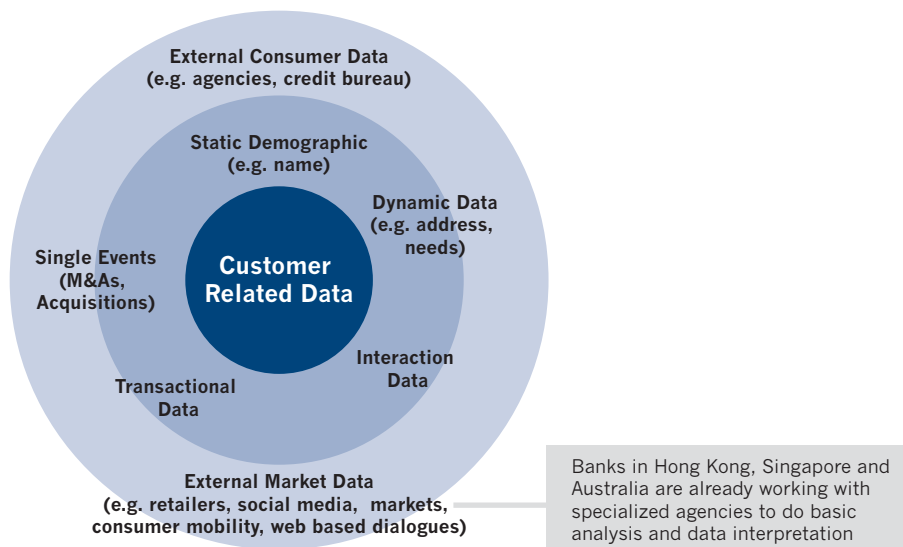 External Consumer Data
(e.g. agencies, credit bureau)
Static Demographic
(e.g. name)
Dynamic Data
(e.g. address,
needs)
Single Events
(M&As,
Acquisitions)
Customer
Related Data
Interaction
Data
Transactional
Data
External Market Data
(e.g. retailers, social media, markets,
consumer mobility, web based dialogues)
Banks in Hong Kong, Singapore and
Australia are already working with
specialized agencies to do basic
analysis and data interpretation